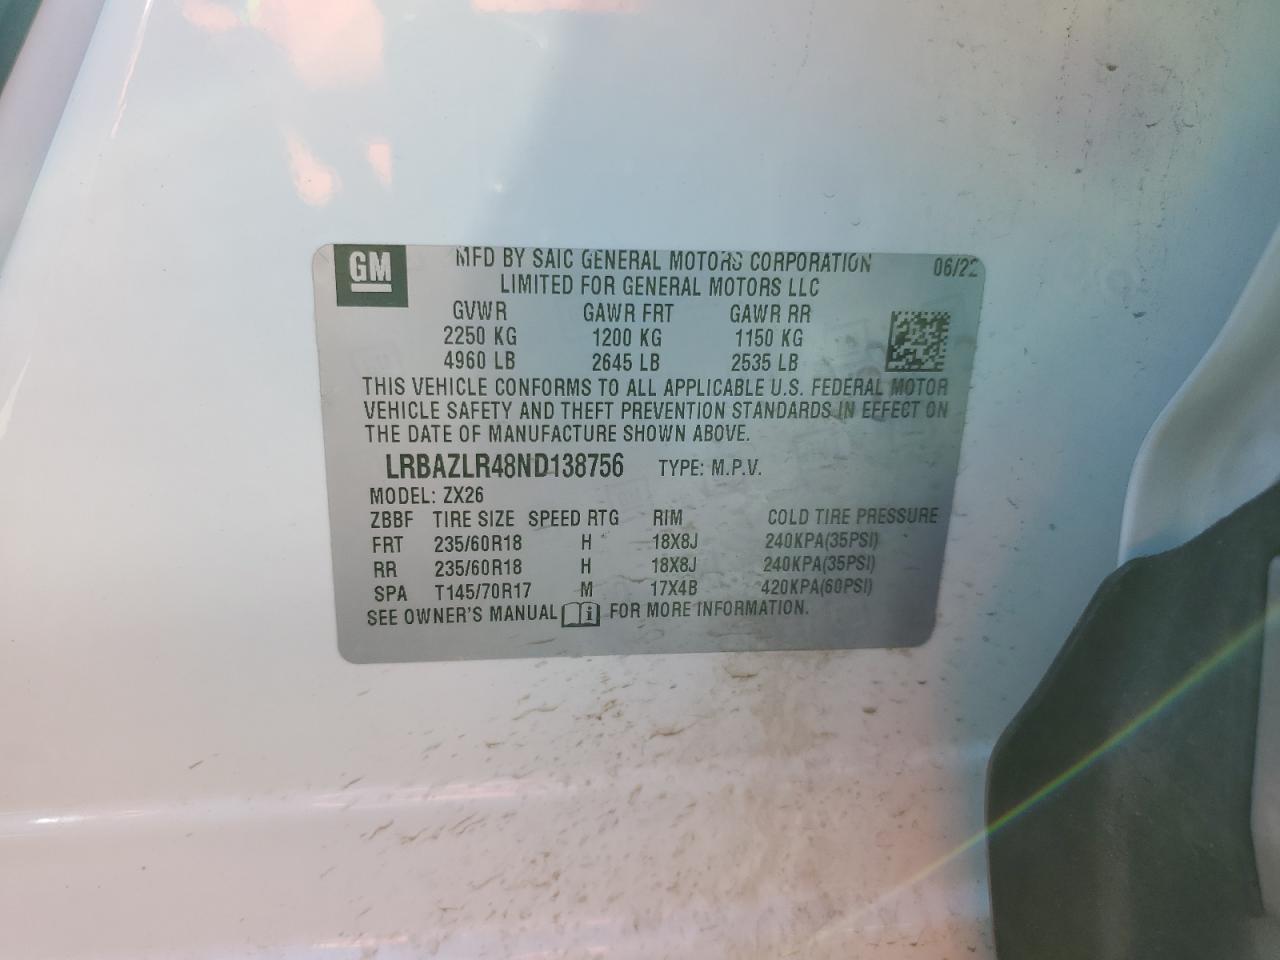 GM
MFD BY SAIC GENERAL MOTORS CORPORATION 06/22
LIMITED FOR GENERAL MOTORS LLC
GVWR GAWR FRT GAWR RR
2250 KG 1200 KG 1150 KG
4960 LB 2645 LB 2535 LB
THIS VEHICLE CONFORMS TO ALL APPLICABLE U.S. FEDERAL MOTOR
VEHICLE SAFETY AND THEFT PREVENTION STANDARDS IN EFFECT ON
THE DATE OF MANUFACTURE SHOWN ABOVE.
LRBAZLR48ND138756 TYPE: M.P.V.
MODEL: ZX26
ZBBF TIRE SIZE SPEED RTG RIM COLD TIRE PRESSURE
FRT 235/60R18 H 18X8J 240KPA(35PSI)
RR 235/60R18 H 18X8J 240KPA(35PSI)
SPA T145/70R17 M 17X4B 420KPA(60PSI)
SEE OWNER'S MANUAL i FOR MORE INFORMATION.